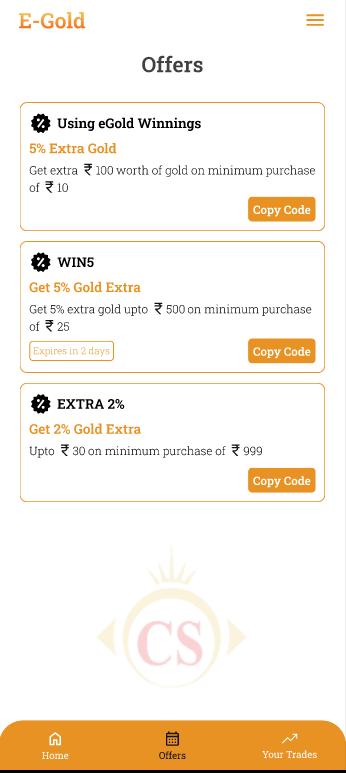 E-Gold
Offers
Using eGold Winnings
5% Extra Gold
Get extra ₹ 100 worth of gold on minimum purchase
of ₹ 10
Copy Code
WIN5
Get 5% Gold Extra
Get 5% extra gold upto ₹ 500 on minimum purchase
of ₹ 25
Expires in 2 days
Copy Code
EXTRA 2%
Get 2% Gold Extra
Upto ₹ 30 on minimum purchase of ₹ 999
Copy Code
CS
Home
Offers
Your Trades